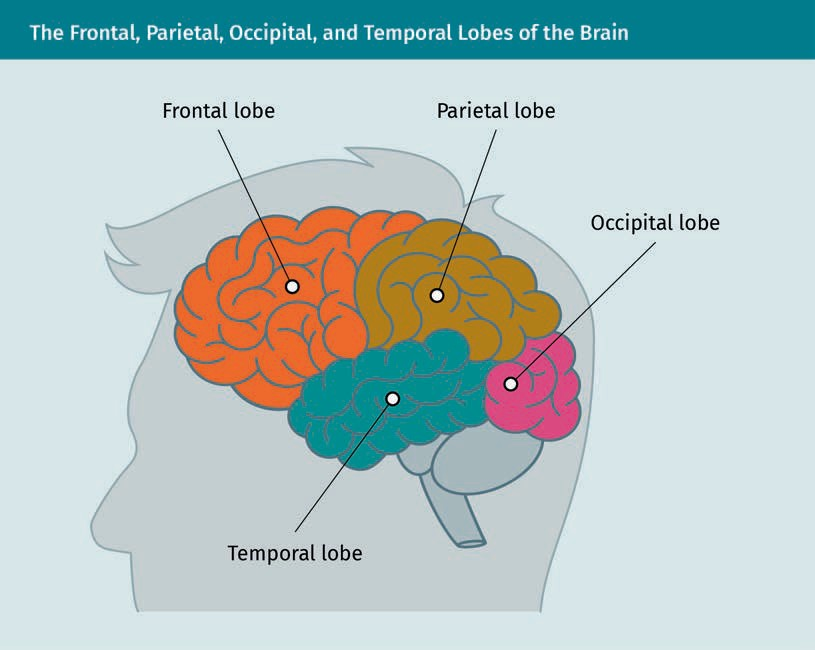 The Frontal, Parietal, Occipital, and Temporal Lobes of the Brain
Frontal lobe
Parietal lobe
Occipital lobe
Temporal lobe